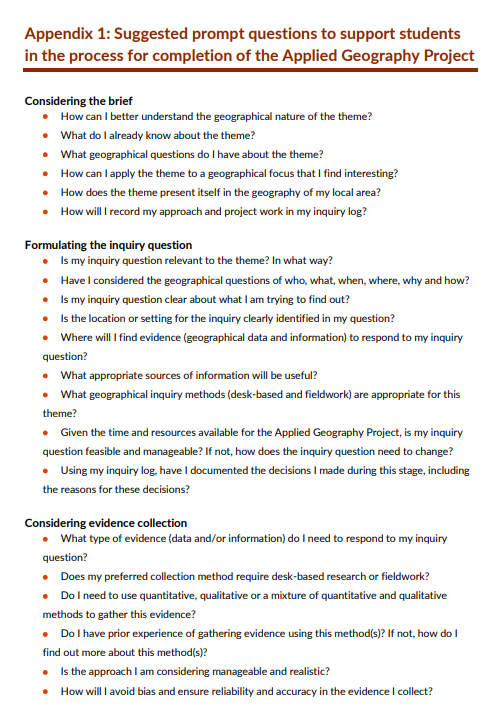 Appendix 1: Suggested prompt questions to support students
in the process for completion of the Applied Geography Project
Considering the brief
• How can I better understand the geographical nature of the theme?
• What do I already know about the theme?
• What geographical questions do I have about the theme?
• How can I apply the theme to a geographical focus that I find interesting?
• How does the theme present itself in the geography of my local area?
• How will I record my approach and project work in my inquiry log?
Formulating the inquiry question
• Is my inquiry question relevant to the theme? In what way?
• Have I considered the geographical questions of who, what, when, where, why and how?
• Is my inquiry question clear about what I am trying to find out?
• Is the location or setting for the inquiry clearly identified in my question?
• Where will I find evidence (geographical data and information) to respond to my inquiry
question?
• What appropriate sources of information will be useful?
• What geographical inquiry methods (desk-based and fieldwork) are appropriate for this
theme?
• Given the time and resources available for the Applied Geography Project, is my inquiry
question feasible and manageable? If not, how does the inquiry question need to change?
• Using my inquiry log, have I documented the decisions I made during this stage, including
the reasons for these decisions?
Considering evidence collection
• What type of evidence (data and/or information) do I need to respond to my inquiry
question?
• Does my preferred collection method require desk-based research or fieldwork?
• Do I need to use quantitative, qualitative or a mixture of quantitative and qualitative
methods to gather this evidence?
• Do I have prior experience of gathering evidence using this method(s)? If not, how do I
find out more about this method(s)?
• Is the approach I am considering manageable and realistic?
• How will I avoid bias and ensure reliability and accuracy in the evidence I collect?